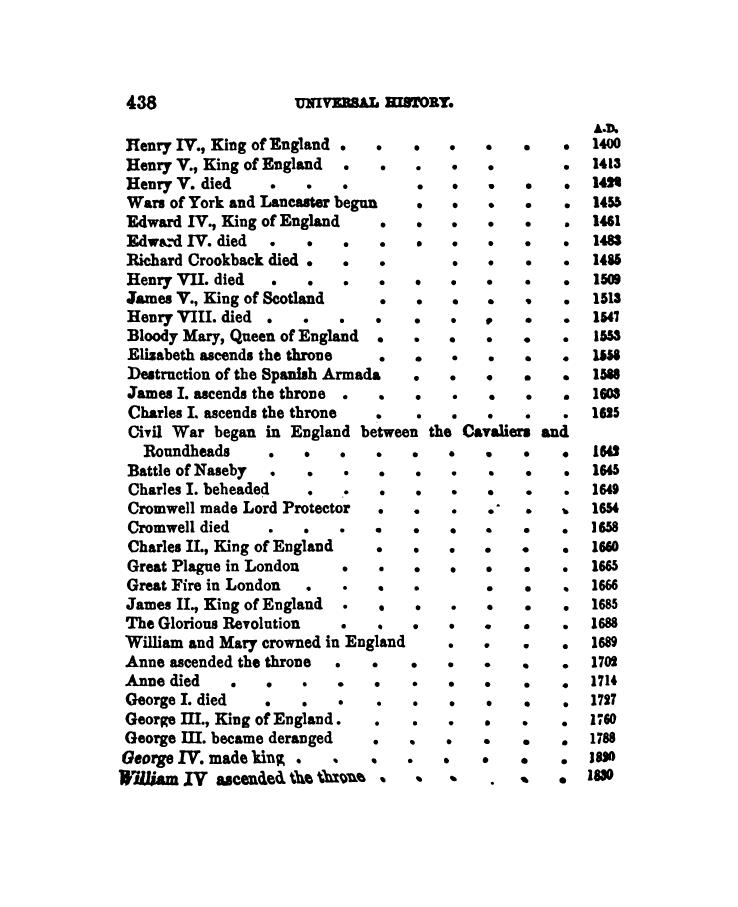 438 UNIVERSAL HISTORY.
A.D.
Henry IV., King of England . . . . . . . 1400
Henry V., King of England . . . . . . 1413
Henry V. died . . . . . . . . 1422
Wars of York and Lancaster begun . . . . . 1455
Edward IV., King of England . . . . . . 1461
Edward IV. died . . . . . . . . . 1483
Richard Crookback died . . . . . . . 1485
Henry VII. died . . . . . . . . . 1509
James V., King of Scotland . . . . . . 1513
Henry VIII. died . . . . . . . . . 1547
Bloody Mary, Queen of England . . . . . . 1553
Elizabeth ascends the throne . . . . . . 1558
Destruction of the Spanish Armada . . . . . 1588
James I. ascends the throne . . . . . . . 1603
Charles I. ascends the throne . . . . . . 1625
Civil War began in England between the Cavaliers and
Roundheads . . . . . . . . . 1642
Battle of Naseby . . . . . . . . . 1645
Charles I. beheaded . . . . . . . . 1649
Cromwell made Lord Protector . . . . . . 1654
Cromwell died . . . . . . . . . 1658
Charles II., King of England . . . . . . 1660
Great Plague in London . . . . . . . 1665
Great Fire in London . . . . . . . 1666
James II., King of England . . . . . . . 1685
The Glorious Revolution . . . . . . . 1688
William and Mary crowned in England . . . . 1689
Anne ascended the throne . . . . . . . 1702
Anne died . . . . . . . . . . 1714
George I. died . . . . . . . . . 1727
George III., King of England . . . . . . . 1760
George III. became deranged . . . . . . 1788
George IV. made king . . . . . . . . 1820
William IV ascended the throne . . . . . . 1830